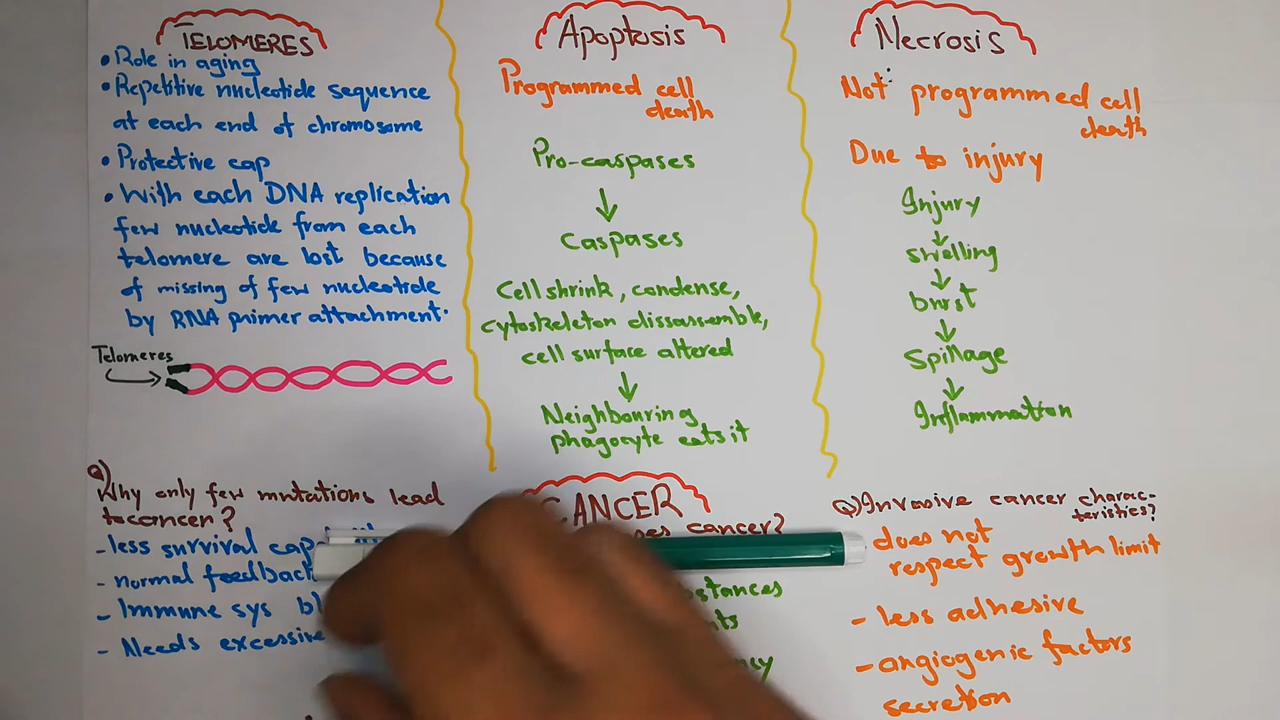 TELOMERES
• Role in aging
• Repetitive nucleotide sequence
at each end of chromosome
• Protective cap
• With each DNA replication
few nucleotide from each
telomere are lost because
of missing of few nucleotide
by RNA primer attachment.
Telomeres
Apoptosis
Programmed cell
death
Pro-caspases
Caspases
Cell shrink, condense,
cytoskeleton dissassemble,
cell surface altered
Neighbouring
phagocyte eats it
Necrosis
Not programmed cell
death
Due to injury
Injury
swelling
burst
Spillage
Inflammation
Q)
Why only few mutations lead
to cancer?
- less survival
- normal feedback
- Immune sys
- Needs excessive
CANCER
cancer?
Q) Invasive cancer charac-
teristics?
- does not
respect growth limit
- less adhesive
- angiogenic factors
secretion